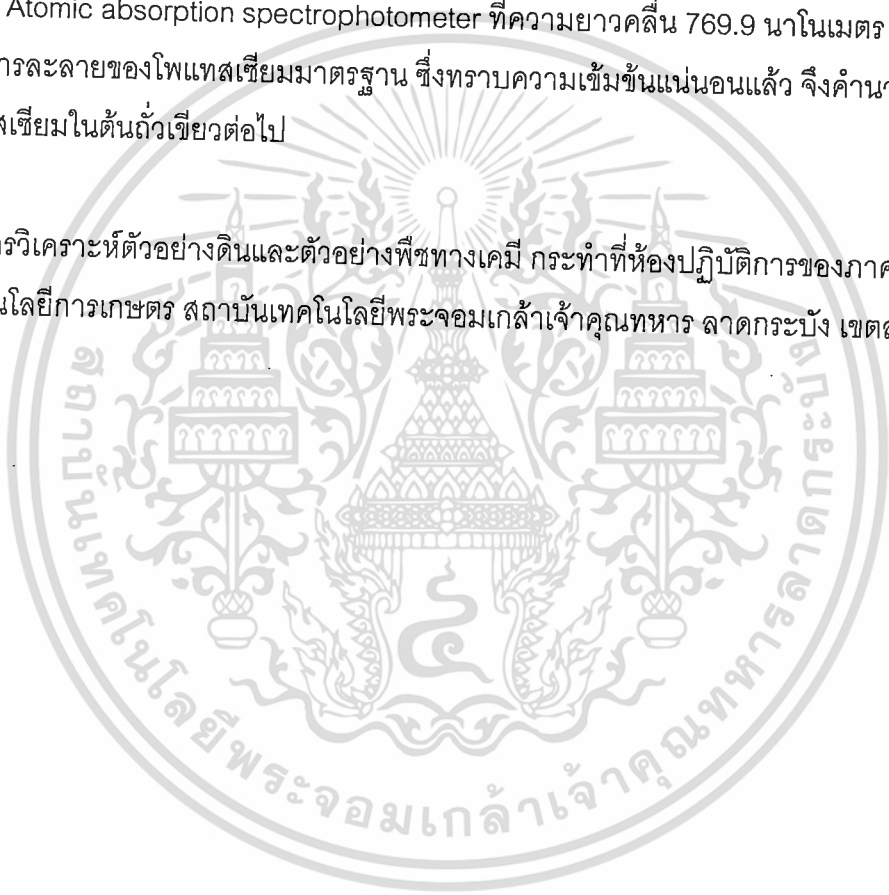 Atomic absorption spectrophotometer ที่ความยาวคลื่น 769.9 นาโนเมตร
ารละลายของโพแทสเซียมมาตรฐาน ซึ่งทราบความเข้มข้นแน่นอนแล้ว จึงคำนว
สเซียมในต้นถั่วเขียวต่อไป
ารวิเคราะห์ตัวอย่างดินและตัวอย่างพืชทางเคมี กระทำที่ห้องปฏิบัติการของภาค
นโลยีการเกษตร สถาบันเทคโนโลยีพระจอมเกล้าเจ้าคุณทหาร ลาดกระบัง เขตล
สถาบันเทคโนโลยีพระจอมเกล้าเจ้าคุณทหารลาดกระบัง
๔